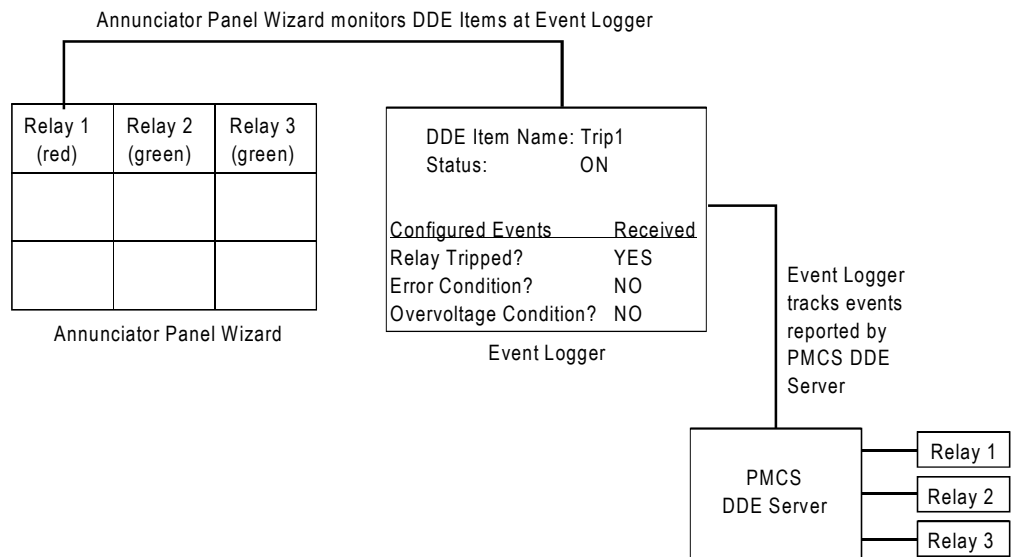 Annunciator Panel Wizard monitors DDE Items at Event Logger
Relay 1 Relay 2 Relay 3
(red) (green) (green)
Annunciator Panel Wizard
DDE Item Name: Trip1
Status: ON
Configured Events Received
Relay Tripped? YES
Error Condition? NO
Overvoltage Condition? NO
Event Logger
Event Logger
tracks events
reported by
PMCS DDE
Server
PMCS
DDE Server
Relay 1
Relay 2
Relay 3